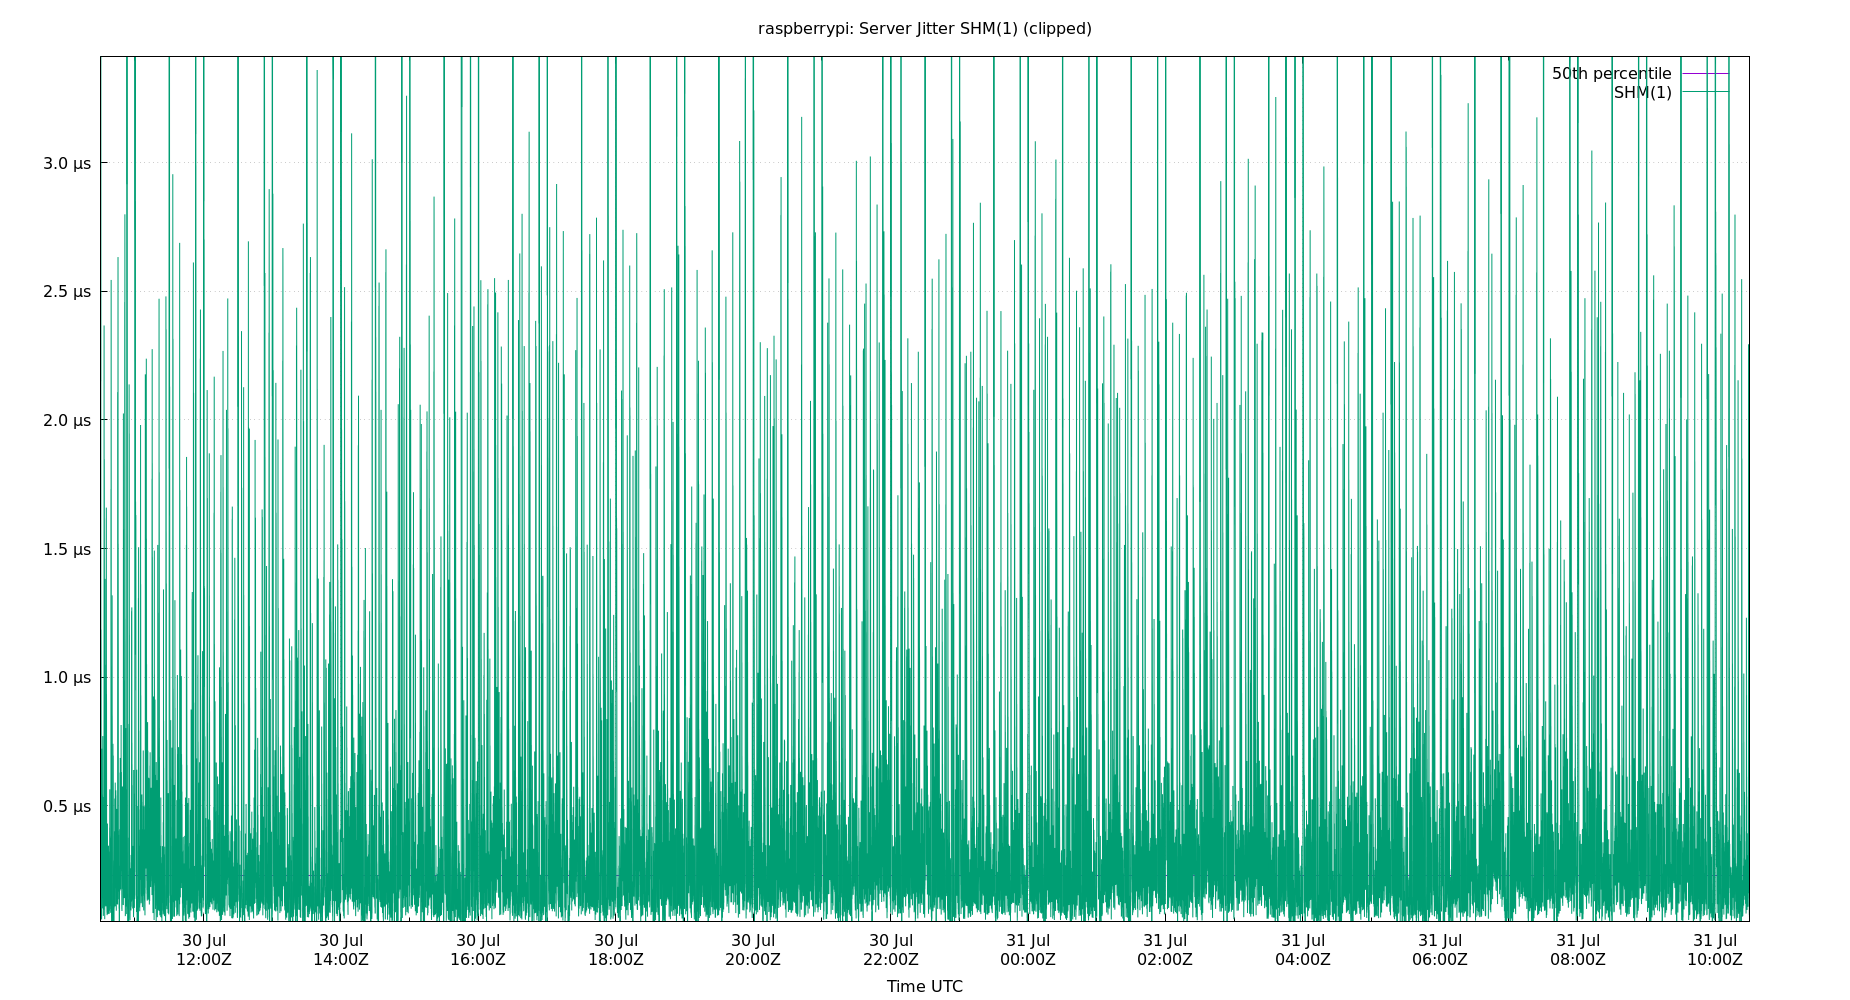 raspberrypi: Server Jitter SHM(1) (clipped)
50th percentile
SHM(1)
3.0 µs
2.5 µs
2.0 µs
1.5 µs
1.0 µs
0.5 µs
30 Jul 30 Jul 30 Jul 30 Jul 30 Jul 30 Jul 31 Jul 31 Jul 31 Jul 31 Jul 31 Jul 31 Jul
12:00Z 14:00Z 16:00Z 18:00Z 20:00Z 22:00Z 00:00Z 02:00Z 04:00Z 06:00Z 08:00Z 10:00Z
Time UTC